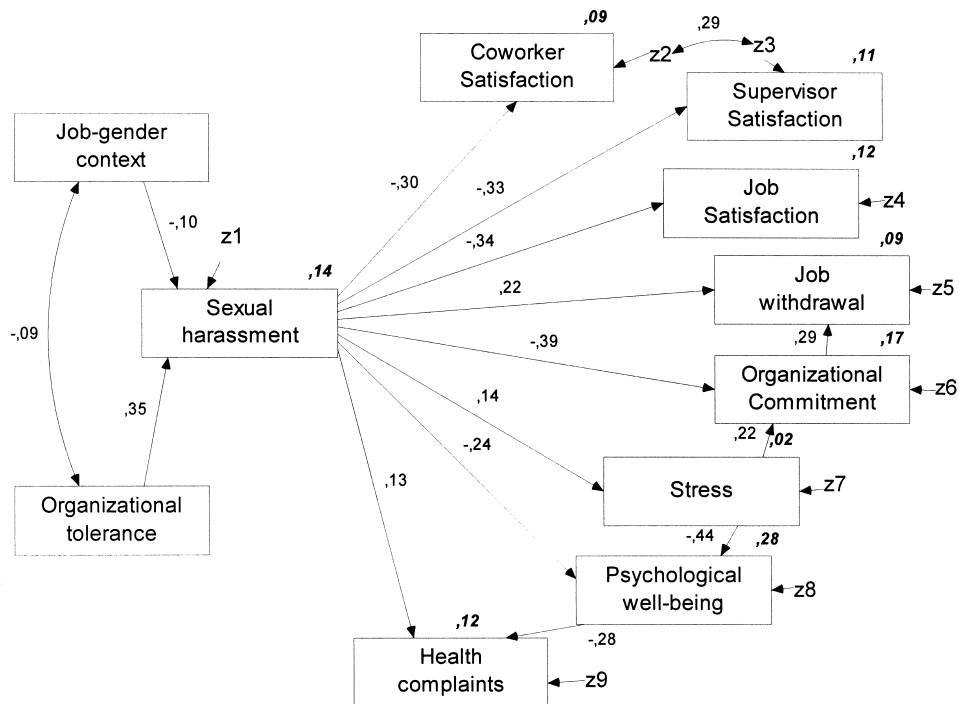 ,09
,29
Coworker
Satisfaction
z2
z3
,11
Supervisor
Satisfaction
Job-gender
context
,12
-,30
-,33
Job
Satisfaction
z4
-,10
z1
-,34
,09
,14
Job
withdrawal
z5
,22
Sexual
harassment
-,09
-,39
,29
,17
Organizational
Commitment
z6
,35
,14
,22
,02
-,24
,13
Stress
z7
Organizational
tolerance
-,44
,28
Psychological
well-being
z8
,12
-,28
Health
complaints
z9